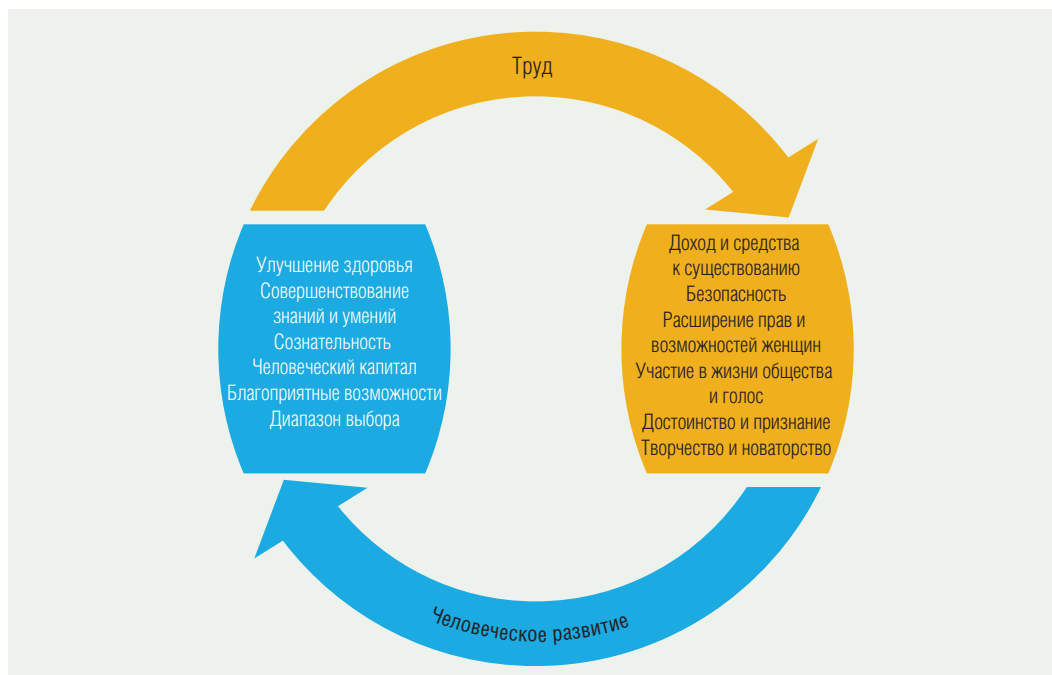 Труд
Улучшение здоровья
Совершенствование
знаний и умений
Сознательность
Человеческий капитал
Благоприятные возможности
Диапазон выбора
Доход и средства
к существованию
Безопасность
Расширение прав и
возможностей женщин
Участие в жизни общества
и голос
Достоинство и признание
Творчество и новаторство
Человеческое развитие